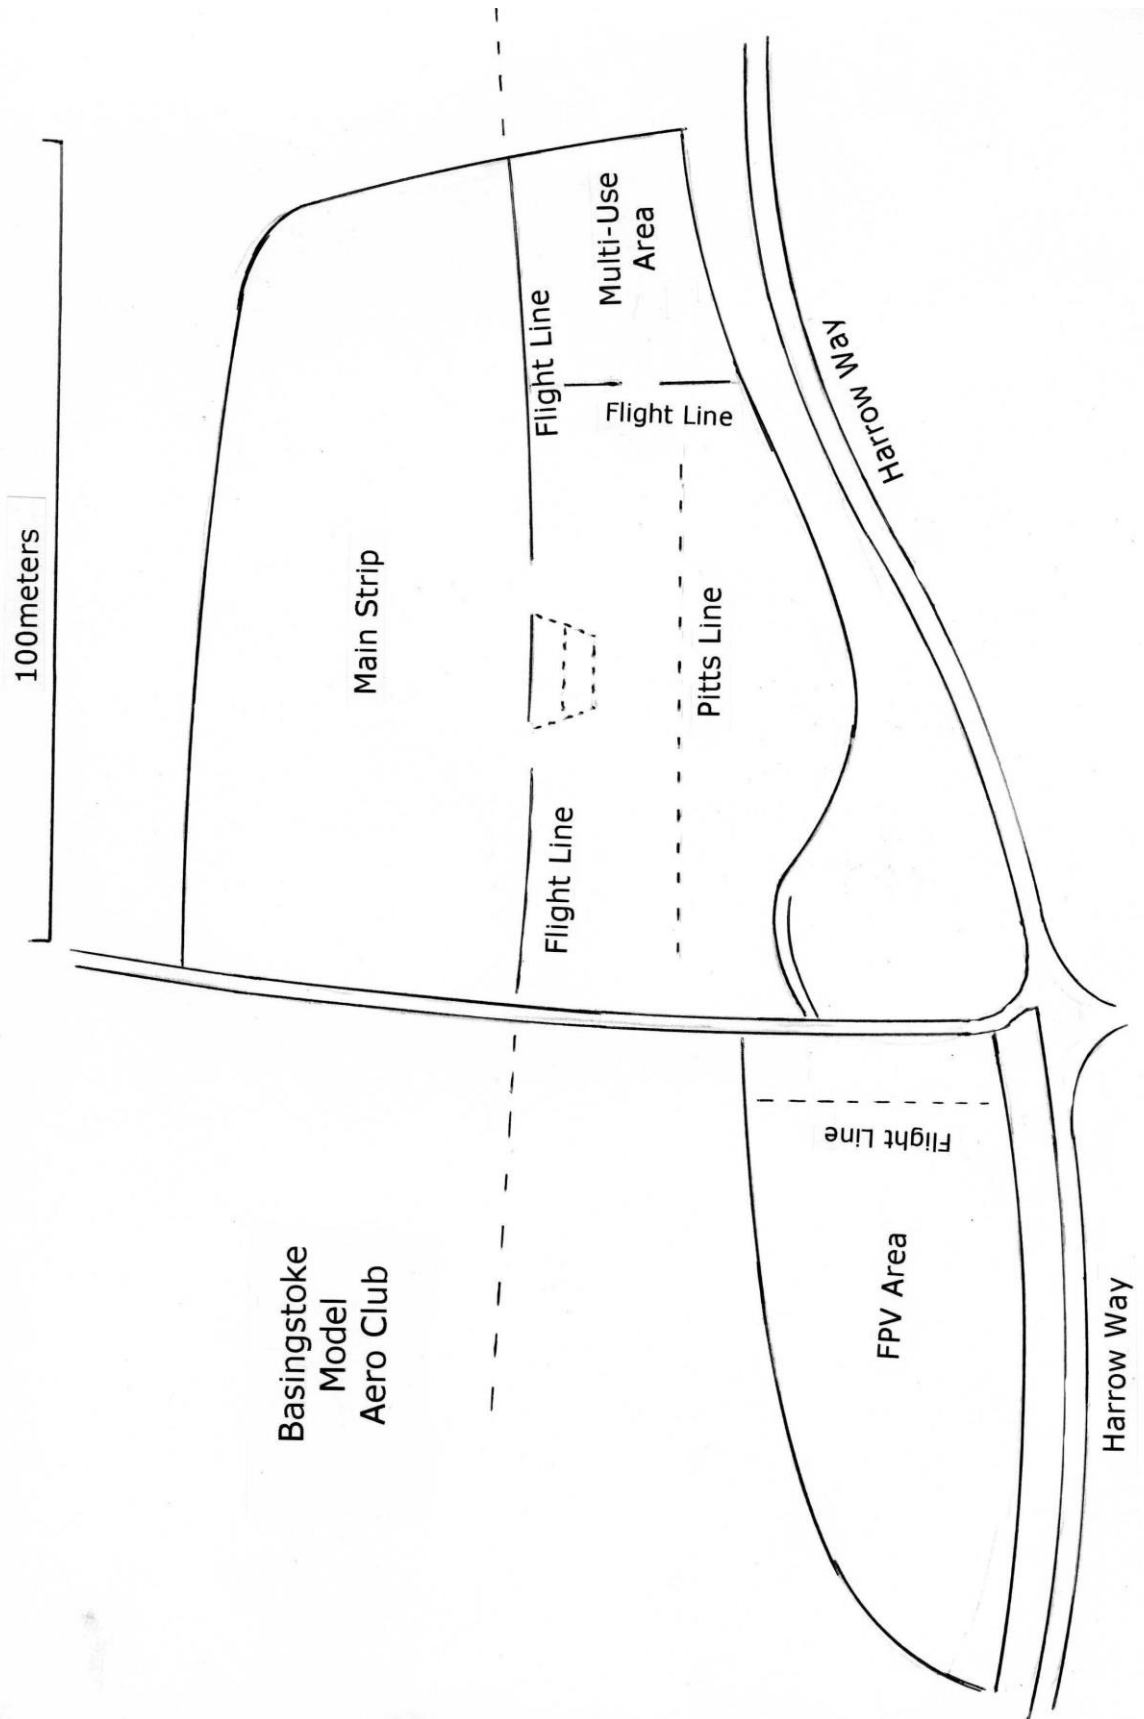 100meters
Main Strip
Flight Line
Multi-Use
Area
Flight Line
Flight Line
Pitts Line
Harrow Way
Basingstoke
Model
Aero Club
Flight Line
FPV Area
Harrow Way